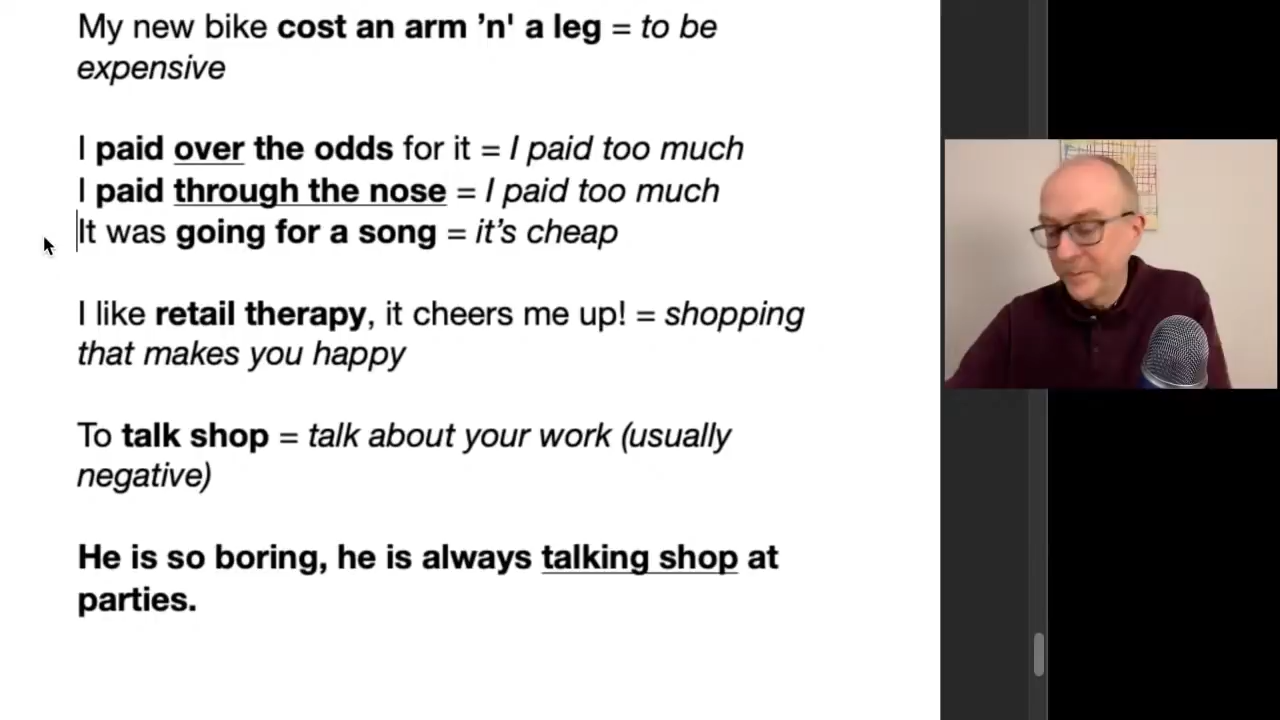 My new bike cost an arm ’n' a leg = to be
expensive
I paid over the odds for it = I paid too much
I paid through the nose = I paid too much
It was going for a song = it’s cheap
I like retail therapy, it cheers me up! = shopping
that makes you happy
To talk shop = talk about your work (usually
negative)
He is so boring, he is always talking shop at
parties.